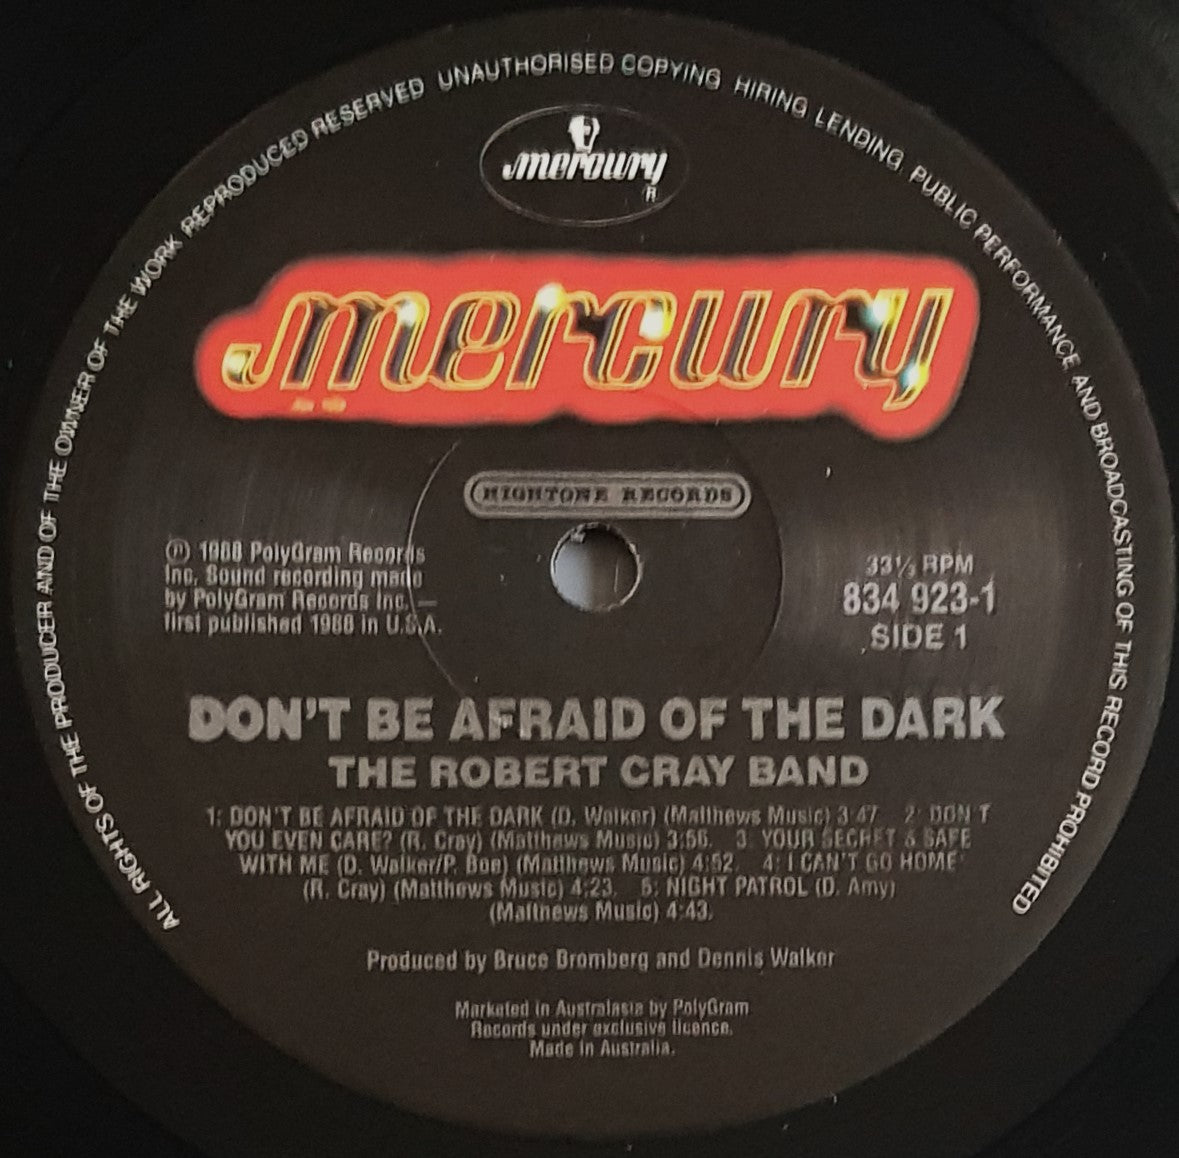 ALL RIGHTS OF THE PRODUCER AND OF THE OWNER OF THE WORK REPRODUCED RESERVED UNAUTHORISED COPYING HIRING LENDING, PUBLIC PERFORMANCE AND BROADCASTING OF THIS RECORD PROHIBITED
mercury
R
mercury
HIGHTONE RECORDS
Ⓟ 1988 PolyGram Records
Inc. Sound recording made
by PolyGram Records Inc. —
first published 1988 in U.S.A.
33⅓ RPM
834 923-1
SIDE 1
DON'T BE AFRAID OF THE DARK
THE ROBERT CRAY BAND
1: DON'T BE AFRAID OF THE DARK (D. Walker) (Matthews Music) 3:47. 2: DON'T
YOU EVEN CARE? (R. Cray) (Matthews Music) 3:56. 3: YOUR SECRET S SAFE
WITH ME (D. Walker/P. Boe) (Matthews Music) 4:52. 4: I CAN'T GO HOME
(R. Cray) (Matthews Music) 4:23. 5: NIGHT PATROL (D. Amy)
(Matthews Music) 4:43.
Produced by Bruce Bromberg and Dennis Walker
Marketed in Australasia by PolyGram
Records under exclusive licence.
Made in Australia.